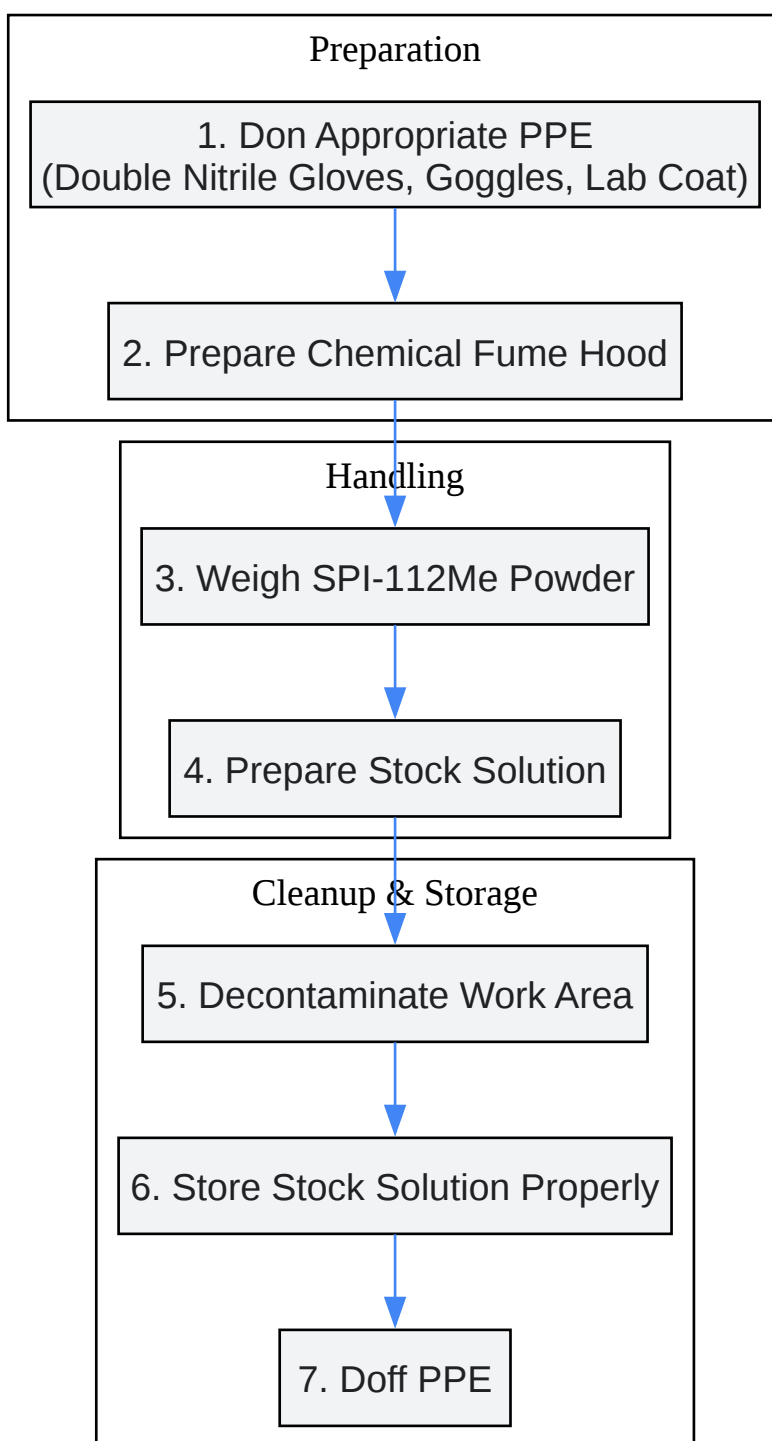 Preparation
1. Don Appropriate PPE
(Double Nitrile Gloves, Goggles, Lab Coat)
2. Prepare Chemical Fume Hood
Handling
3. Weigh SPI-112Me Powder
4. Prepare Stock Solution
Cleanup & Storage
5. Decontaminate Work Area
6. Store Stock Solution Properly
7. Doff PPE